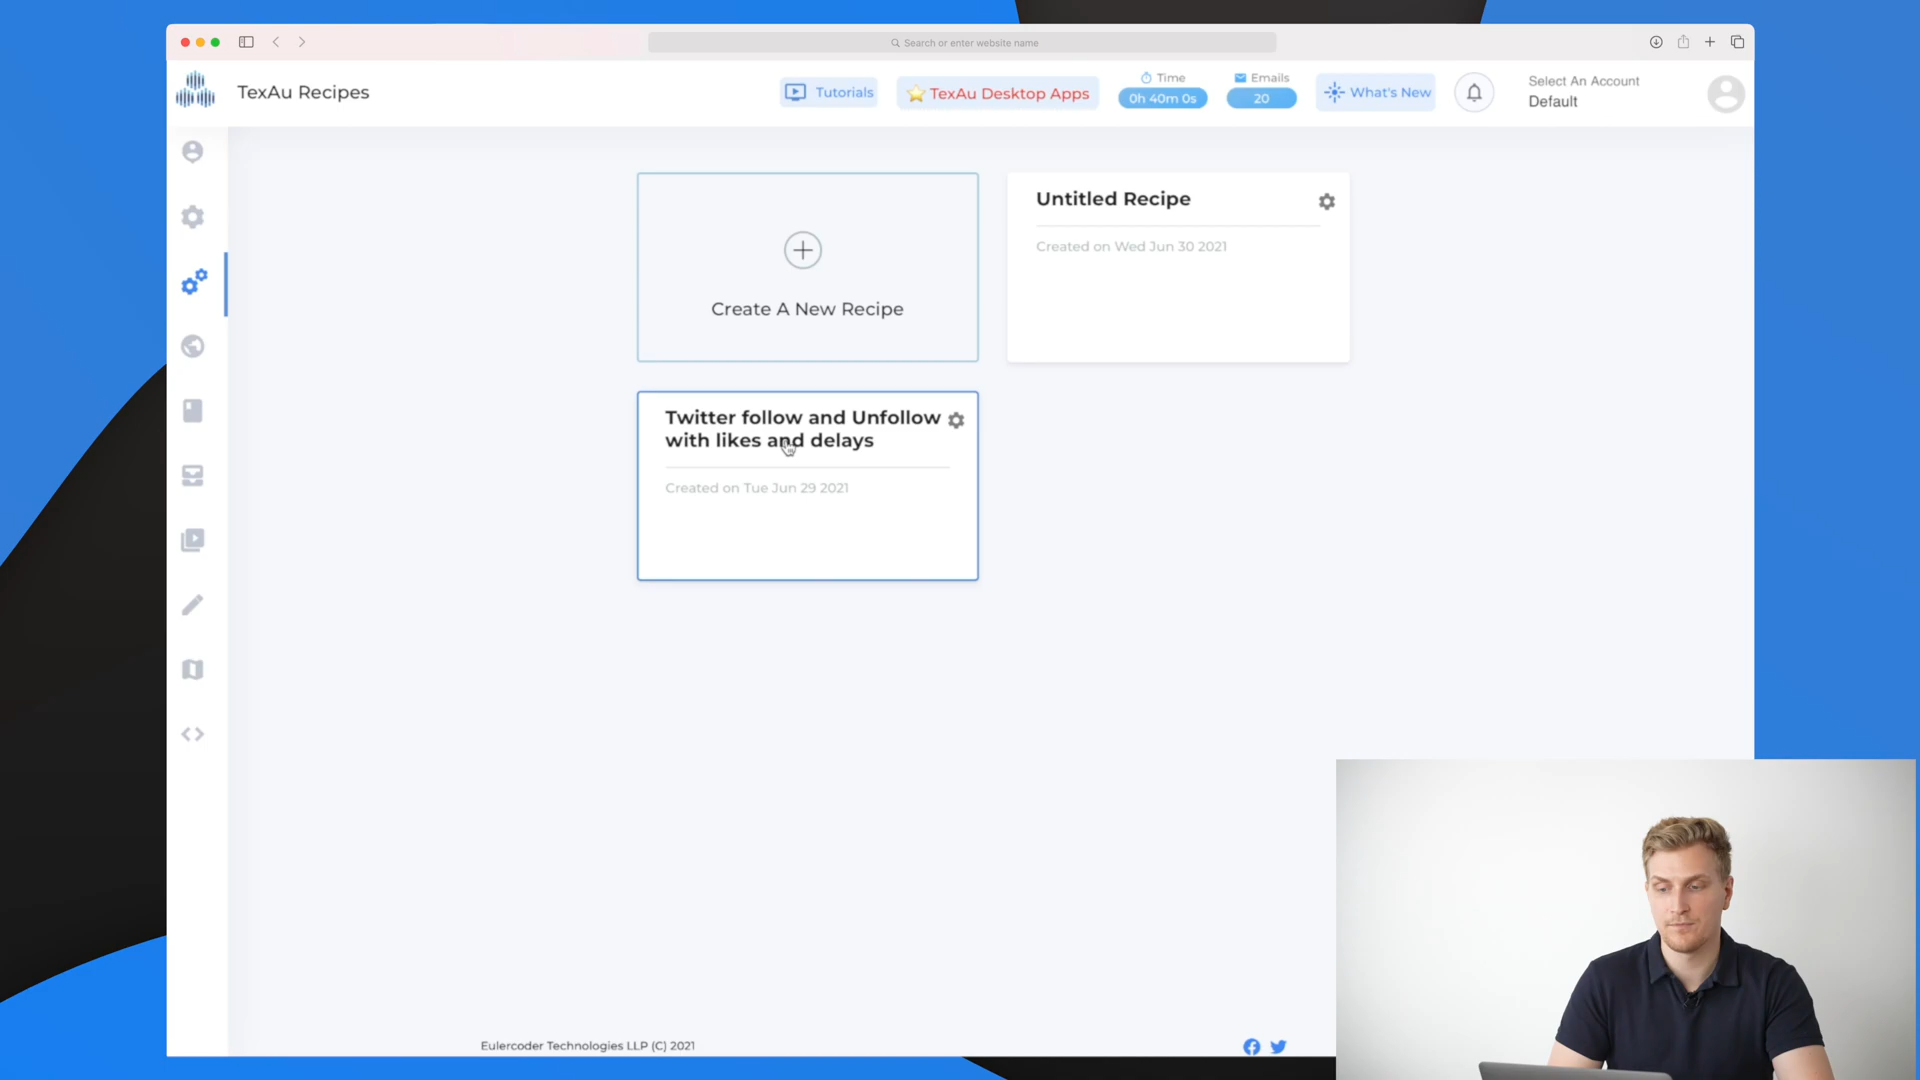 Search or enter website name
TexAu Recipes
Tutorials
TexAu Desktop Apps
Time
0h 40m 0s
Emails
20
What's New
Select An Account
Default
Create A New Recipe
Untitled Recipe
Created on Wed Jun 30 2021
Twitter follow and Unfollow
with likes and delays
Created on Tue Jun 29 2021
Eulercoder Technologies LLP (C) 2021